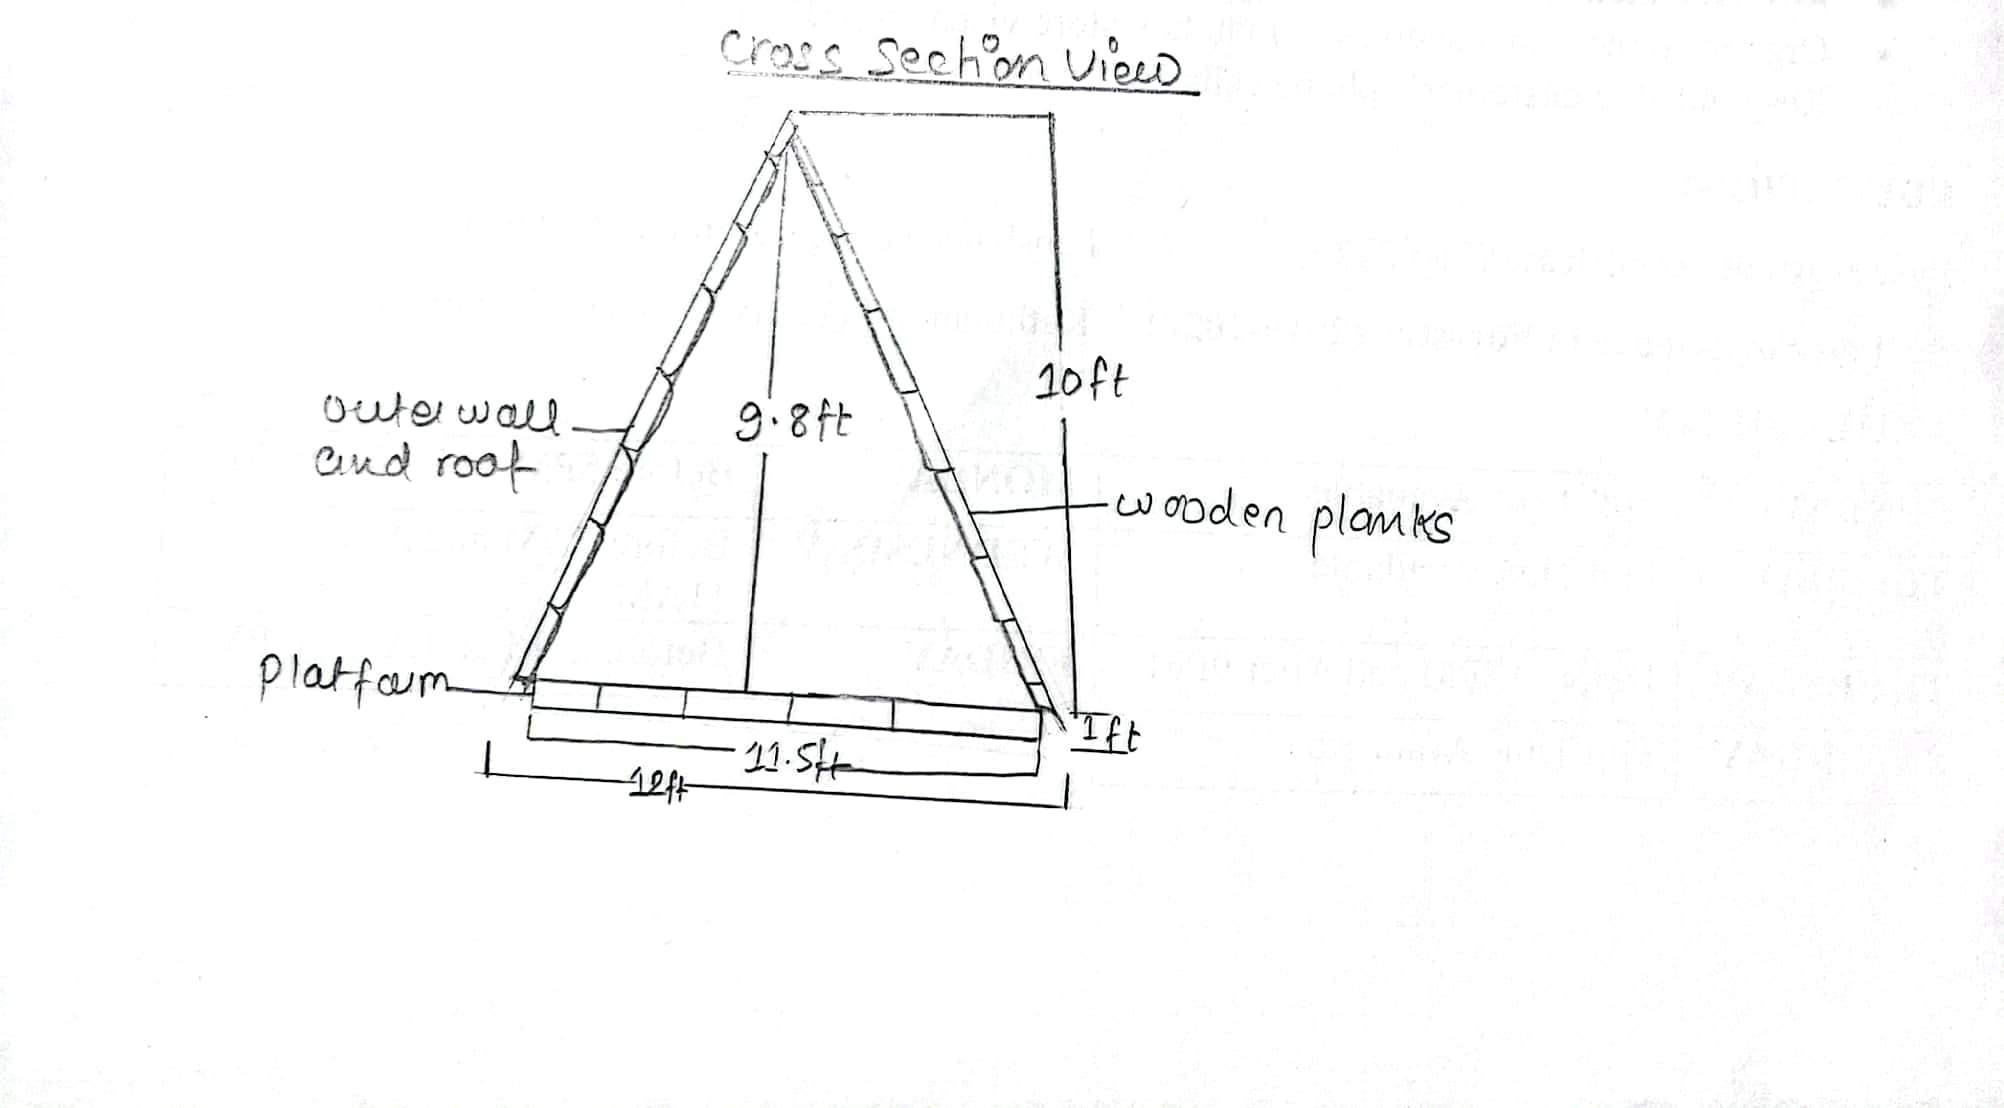 Cross Section View
10ft
outer wall
and roof
9.8ft
wooden planks
Platform
1ft
11.5ft
12ft